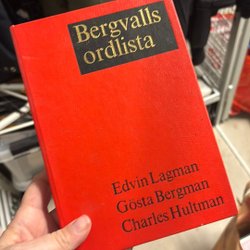 Bergvalls
ordlista
Edvin Lagman
Gösta Bergman
Charles Hultman